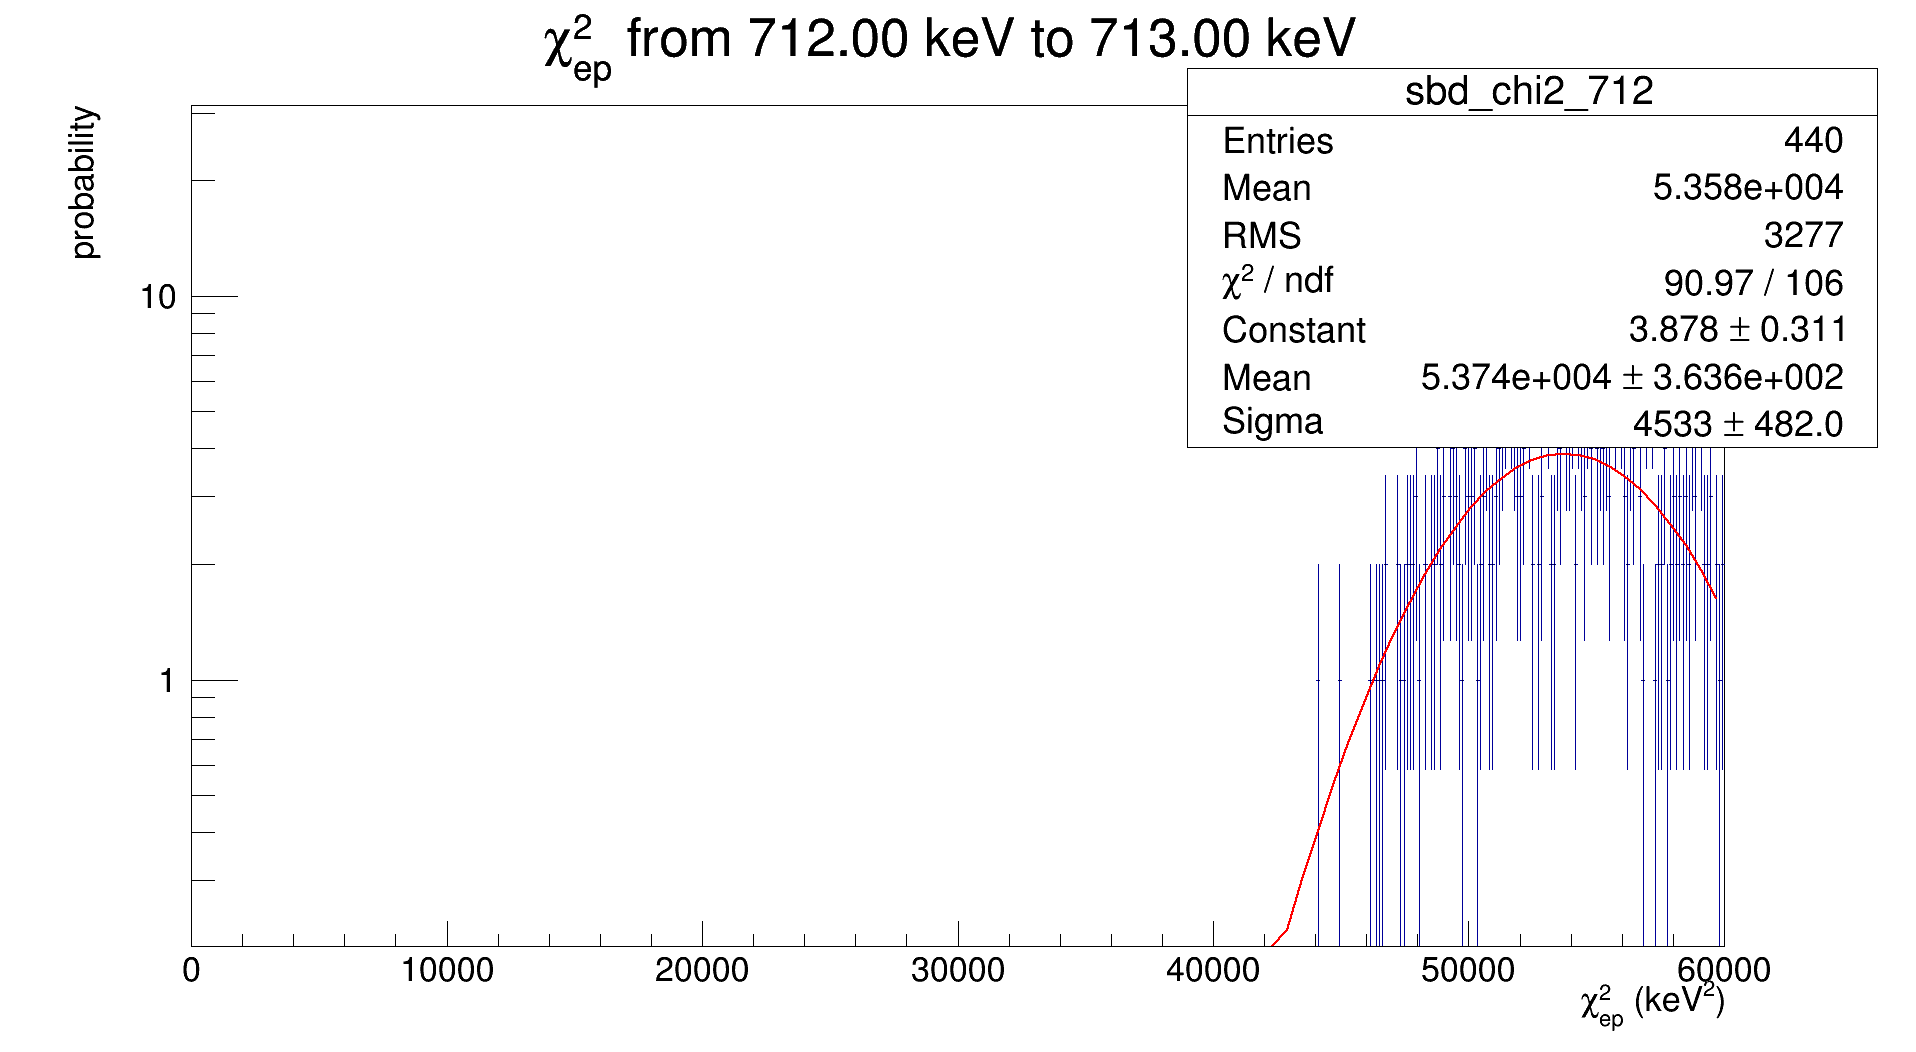 χ²ep from 712.00 keV to 713.00 keV
sbd_chi2_712
Entries 440
Mean 5.358e+004
RMS 3277
χ² / ndf 90.97 / 106
Constant 3.878 ± 0.311
Mean 5.374e+004 ± 3.636e+002
Sigma 4533 ± 482.0
probability
10
1
0 10000 20000 30000 40000 50000 60000
χ²ep (keV²)